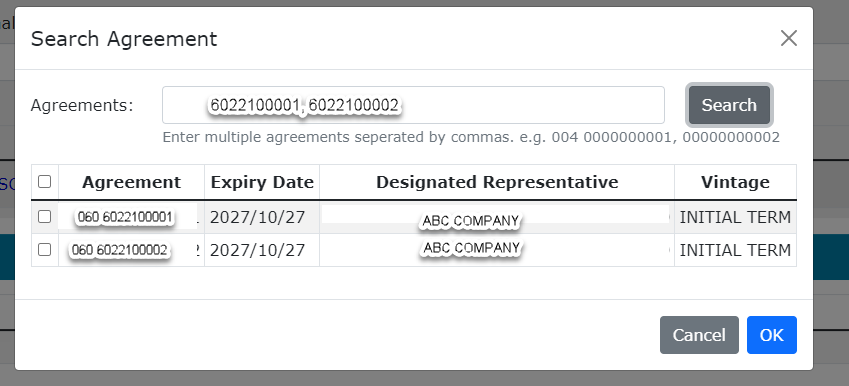 Search Agreement
Agreements: 6022100001, 6022100002 Search
Enter multiple agreements seperated by commas. e.g. 004 0000000001, 00000000002
Agreement Expiry Date Designated Representative Vintage
060 6022100001 2027/10/27 ABC COMPANY INITIAL TERM
060 6022100002 2027/10/27 ABC COMPANY INITIAL TERM
Cancel OK